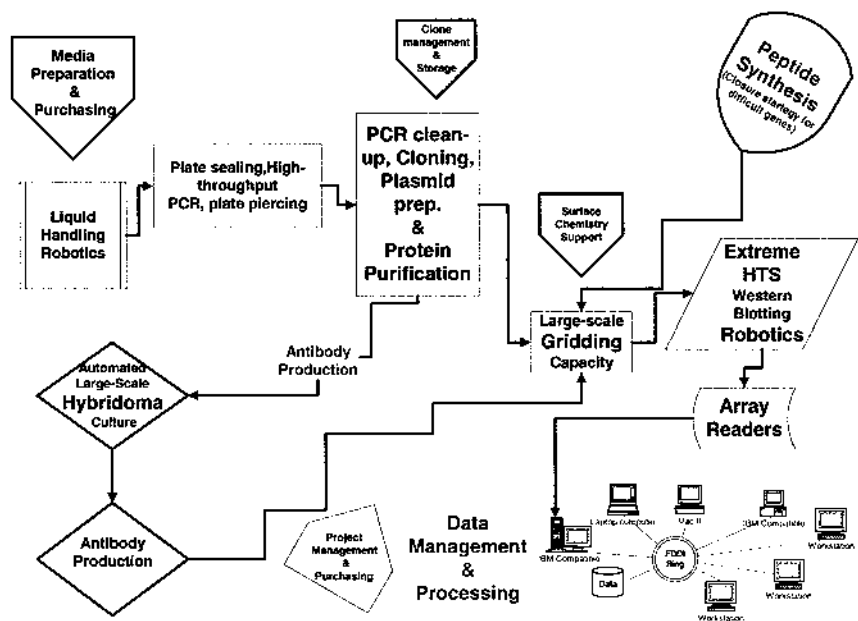 Media
Preparation
&
Purchasing
Clone
management
&
Storage
Peptide
Synthesis
(Closure startegy for
difficult genes)
Plate sealing,High-
throughput
PCR, plate piercing
PCR clean-
up, Cloning,
Plasmid
prep.
&
Protein
Purification
Liquid
Handling
Robotics
Surface
Chemistry
Support
Extreme
HTS
Western
Blotting
Robotics
Large-scale
Gridding
Capacity
Antibody
Production
Automated
Large-Scale
Hybridoma
Culture
Array
Readers
Antibody
Production
Project
Management
&
Purchasing
Data
Management
&
Processing
Laptop computer
Mac II
IBM Compatible
Workstation
IBM Compatible
FDDI
Ring
Data
Workstation
Workstation